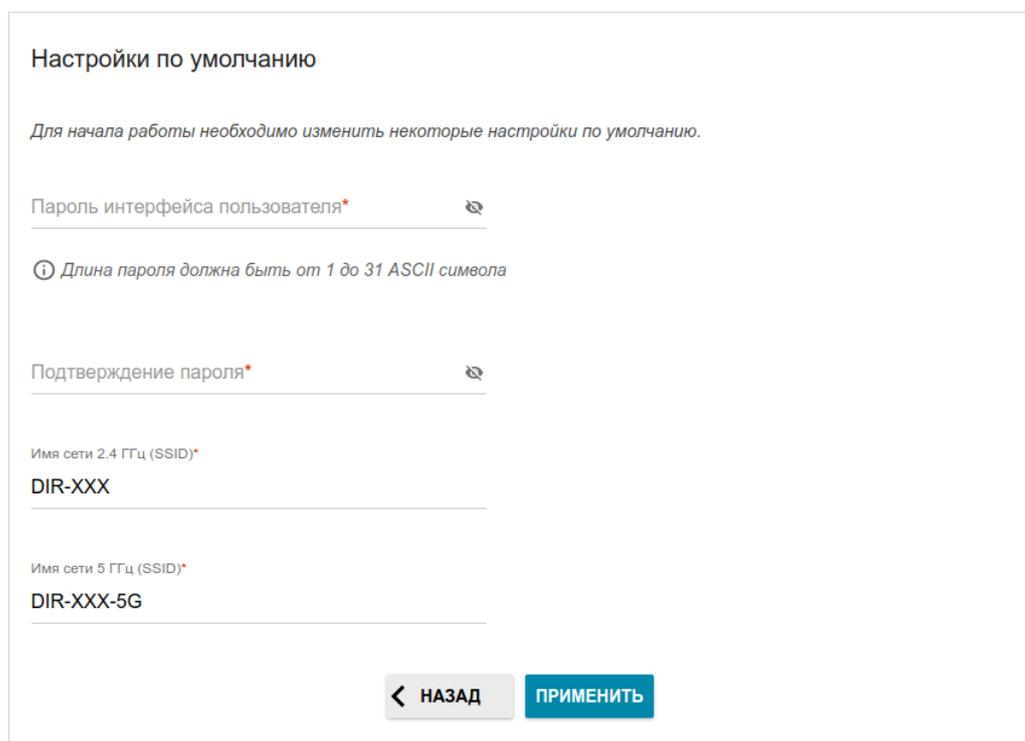 Настройки по умолчанию
Для начала работы необходимо изменить некоторые настройки по умолчанию.
Пароль интерфейса пользователя*
Длина пароля должна быть от 1 до 31 ASCII символа
Подтверждение пароля*
Имя сети 2.4 ГГц (SSID)*
DIR-XXX
Имя сети 5 ГГц (SSID)*
DIR-XXX-5G
НАЗАД
ПРИМЕНИТЬ